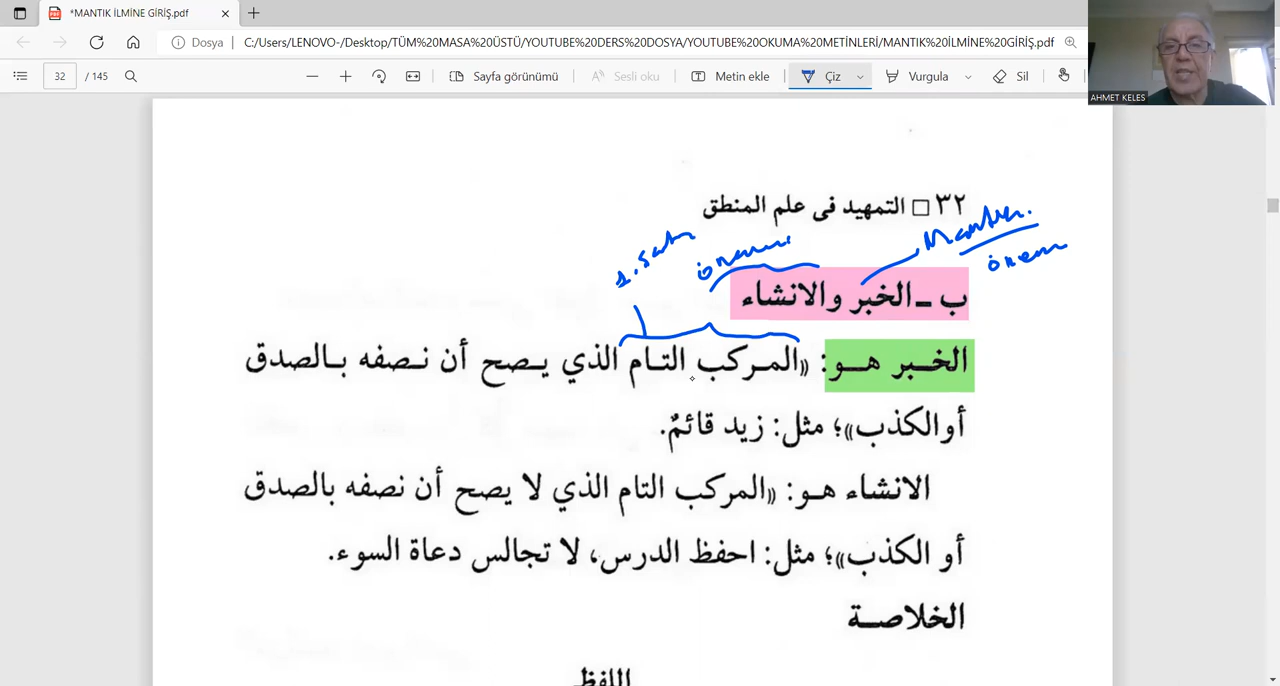 *MANTIK İLMİNE GİRİŞ.pdf
Dosya C:/Users/LENOVO-/Desktop/TÜM%20MASA%20ÜSTÜ/YOUTUBE%20DERS%20DOSYA/YOUTUBE%20OKUMA%20METİNLERİ/MANTIK%20İLMİNE%20GİRİŞ.pdf
32 / 145 Sayfa görünümü Sesli oku Metin ekle Çiz Vurgula Sil
AHMET KELES
٣٢ □ التمهيد فى علم المنطق
Mantık.
önem
ب ـ الخبر والانشاء
الخبر هو: «المركب التام الذي يصح أن نصفه بالصدق
أوالكذب»؛ مثل: زيد قائمٌ.
الانشاء هو: «المركب التام الذي لا يصح أن نصفه بالصدق
أو الكذب»؛ مثل: احفظ الدرس، لا تجالس دعاة السوء.
الخلاصة
اللفظ